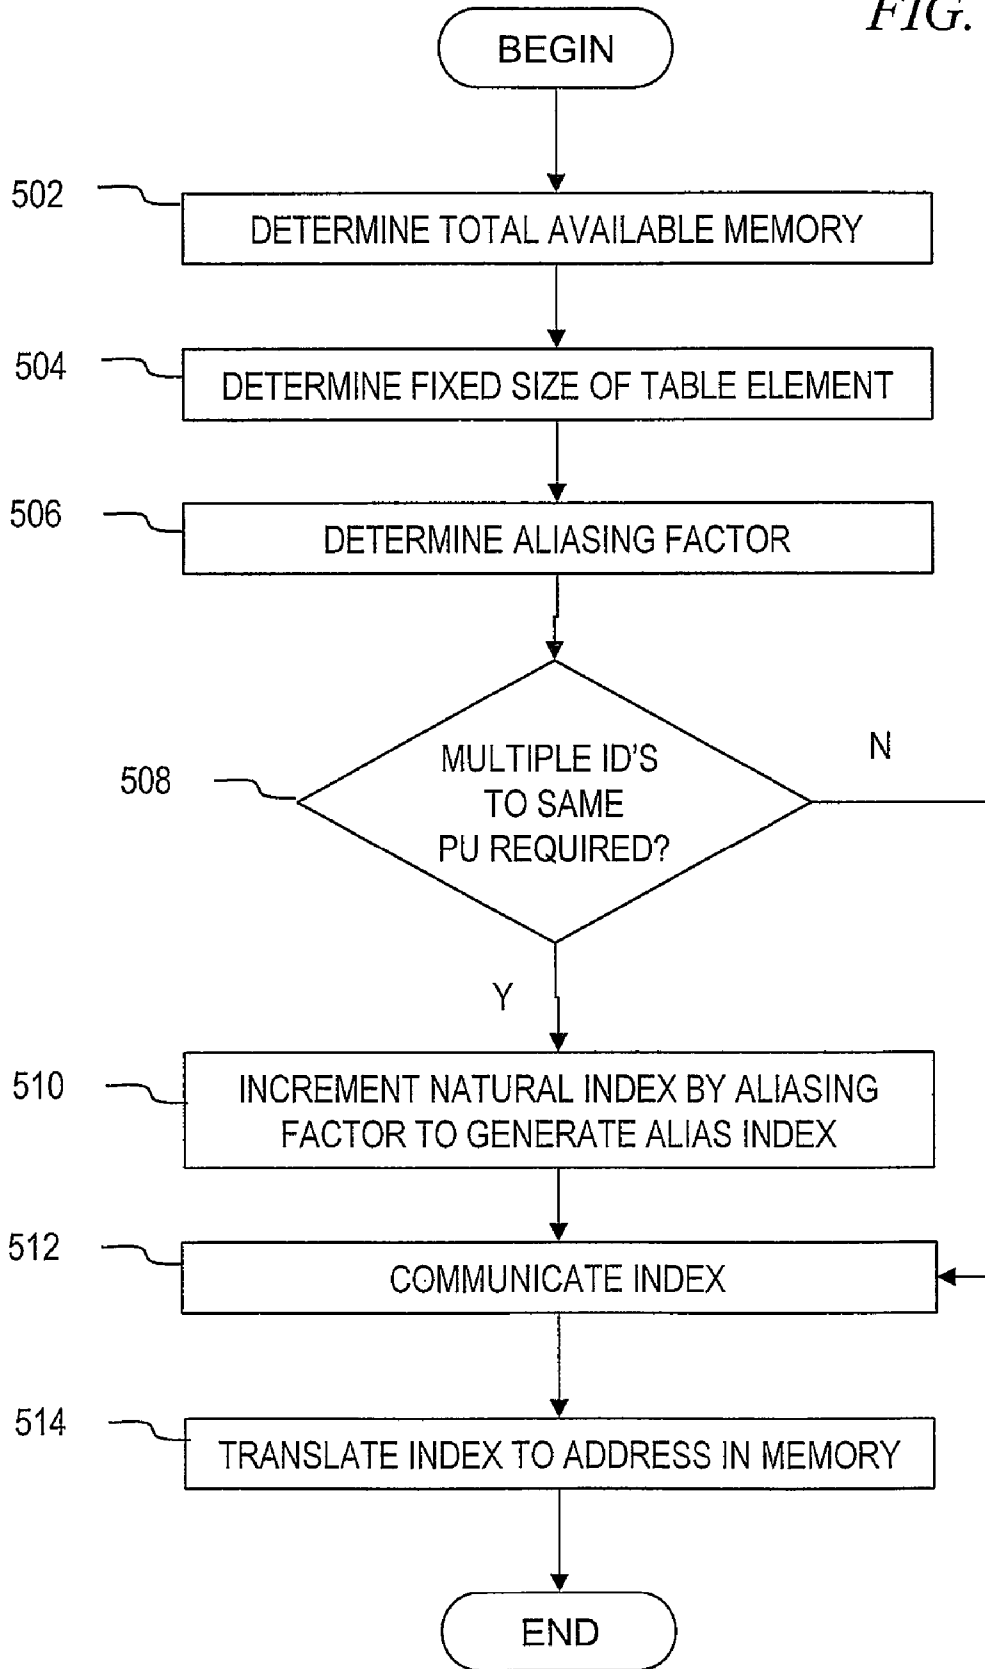 FIG.
BEGIN
502
DETERMINE TOTAL AVAILABLE MEMORY
504
DETERMINE FIXED SIZE OF TABLE ELEMENT
506
DETERMINE ALIASING FACTOR
508
MULTIPLE ID'S
TO SAME
PU REQUIRED?
N
Y
510
INCREMENT NATURAL INDEX BY ALIASING
FACTOR TO GENERATE ALIAS INDEX
512
COMMUNICATE INDEX
514
TRANSLATE INDEX TO ADDRESS IN MEMORY
END